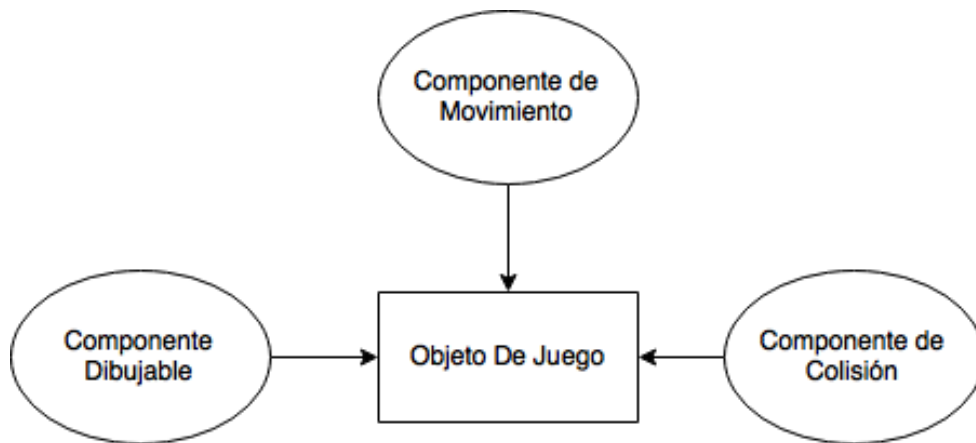 Componente de
Movimiento
Componente
Dibujable
Objeto De Juego
Componente de
Colisión